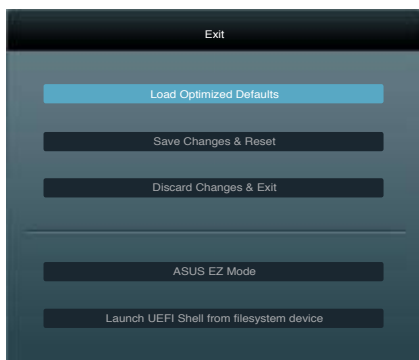 Exit
Load Optimized Defaults
Save Changes & Reset
Discard Changes & Exit
ASUS EZ Mode
Launch UEFI Shell from filesystem device